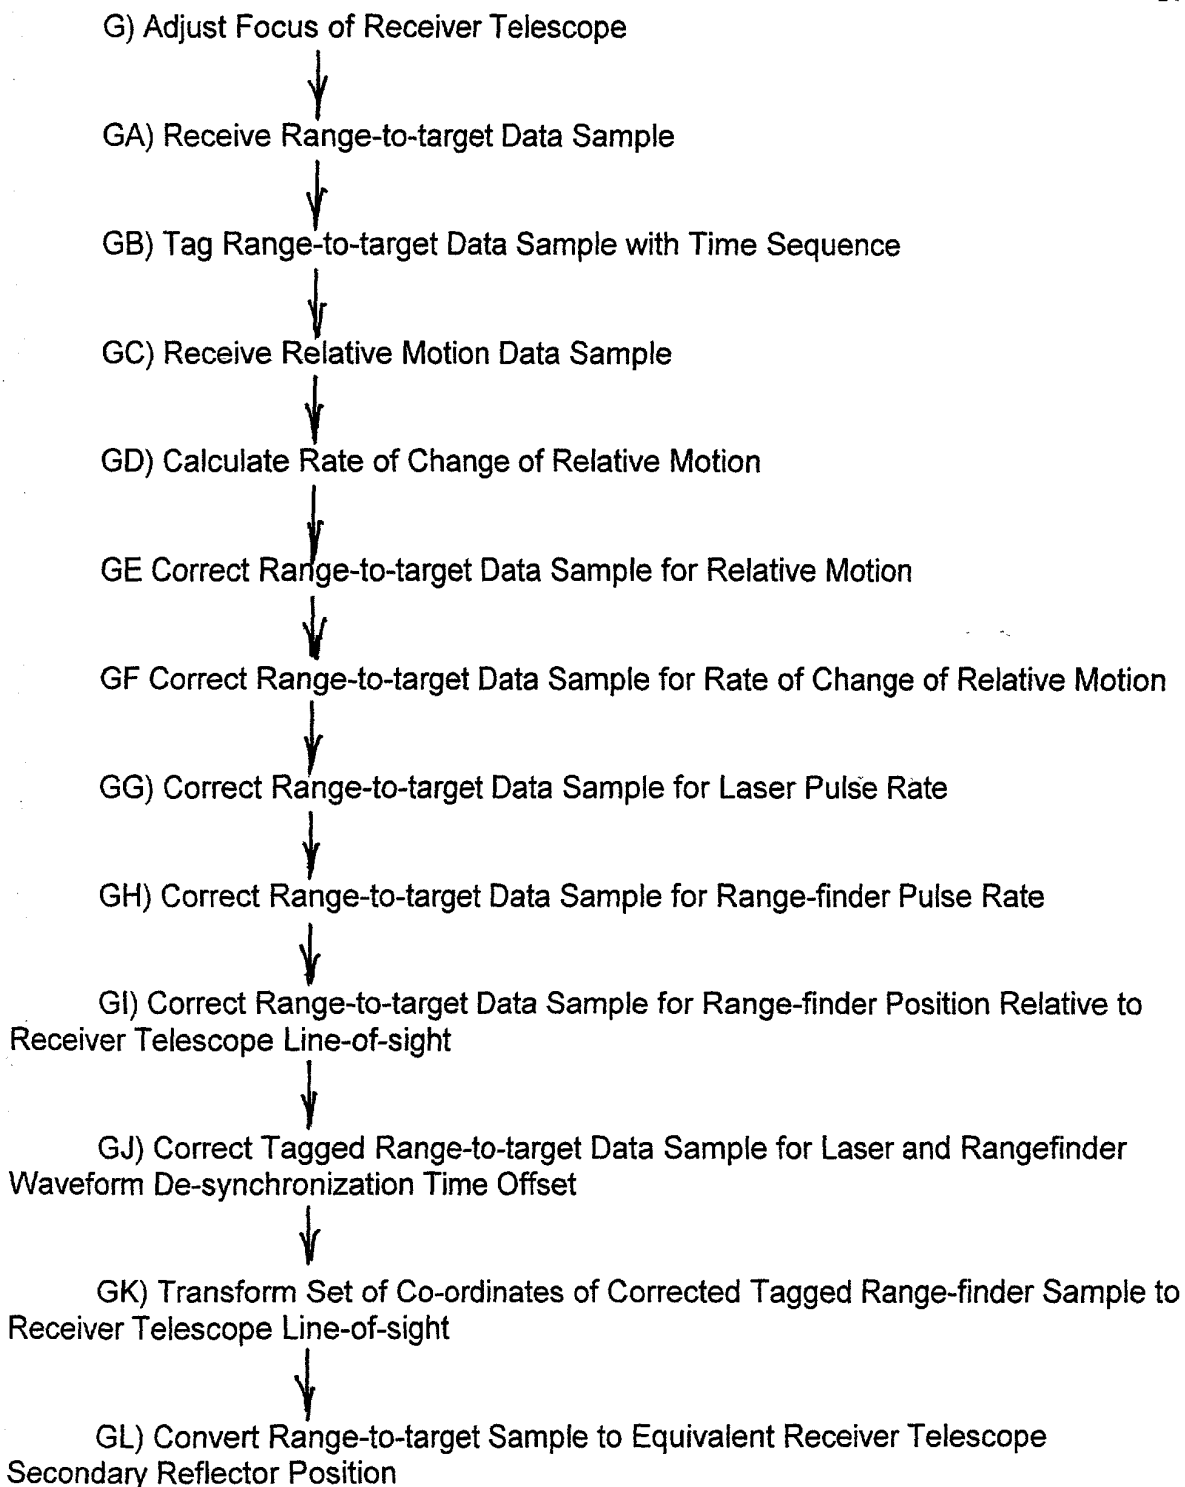 G) Adjust Focus of Receiver Telescope
GA) Receive Range-to-target Data Sample
GB) Tag Range-to-target Data Sample with Time Sequence
GC) Receive Relative Motion Data Sample
GD) Calculate Rate of Change of Relative Motion
GE Correct Range-to-target Data Sample for Relative Motion
GF Correct Range-to-target Data Sample for Rate of Change of Relative Motion
GG) Correct Range-to-target Data Sample for Laser Pulse Rate
GH) Correct Range-to-target Data Sample for Range-finder Pulse Rate
GI) Correct Range-to-target Data Sample for Range-finder Position Relative to
Receiver Telescope Line-of-sight
GJ) Correct Tagged Range-to-target Data Sample for Laser and Rangefinder
Waveform De-synchronization Time Offset
GK) Transform Set of Co-ordinates of Corrected Tagged Range-finder Sample to
Receiver Telescope Line-of-sight
GL) Convert Range-to-target Sample to Equivalent Receiver Telescope
Secondary Reflector Position